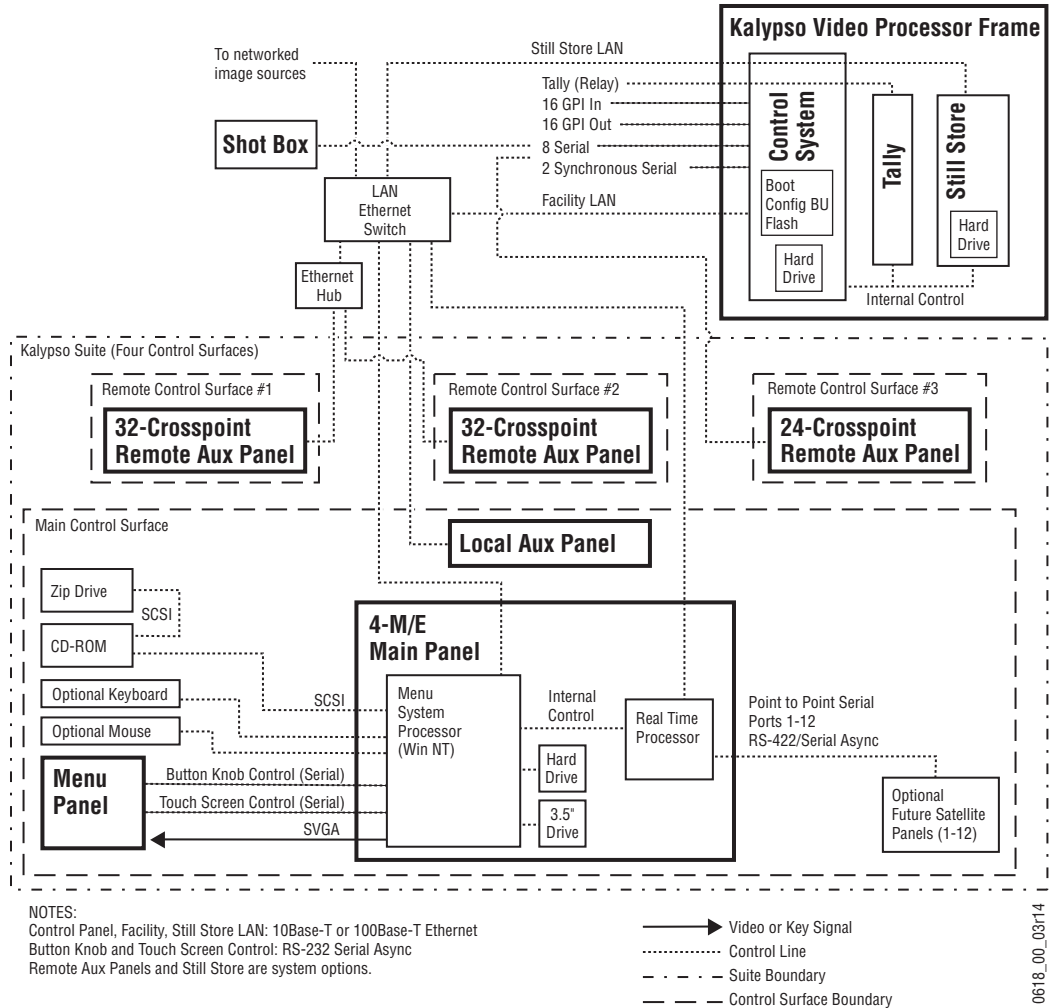 Kalypso Video Processor Frame
To networked
image sources
Still Store LAN
Tally (Relay)
16 GPI In
16 GPI Out
8 Serial
2 Synchronous Serial
Shot Box
Control
System
Tally
Still Store
Boot
Config BU
Flash
Hard
Drive
Hard
Drive
Internal Control
LAN
Ethernet
Switch
Facility LAN
Ethernet
Hub
Kalypso Suite (Four Control Surfaces)
Remote Control Surface #1
32-Crosspoint
Remote Aux Panel
Remote Control Surface #2
32-Crosspoint
Remote Aux Panel
Remote Control Surface #3
24-Crosspoint
Remote Aux Panel
Main Control Surface
Local Aux Panel
Zip Drive
SCSI
CD-ROM
Optional Keyboard
Optional Mouse
SCSI
Menu
Panel
Button Knob Control (Serial)
Touch Screen Control (Serial)
SVGA
4-M/E
Main Panel
Menu
System
Processor
(Win NT)
Internal
Control
Hard
Drive
3.5"
Drive
Real Time
Processor
Point to Point Serial
Ports 1-12
RS-422/Serial Async
Optional
Future Satellite
Panels (1-12)
NOTES:
Control Panel, Facility, Still Store LAN: 10Base-T or 100Base-T Ethernet
Button Knob and Touch Screen Control: RS-232 Serial Async
Remote Aux Panels and Still Store are system options.
Video or Key Signal
Control Line
Suite Boundary
Control Surface Boundary
0618_00_03r14